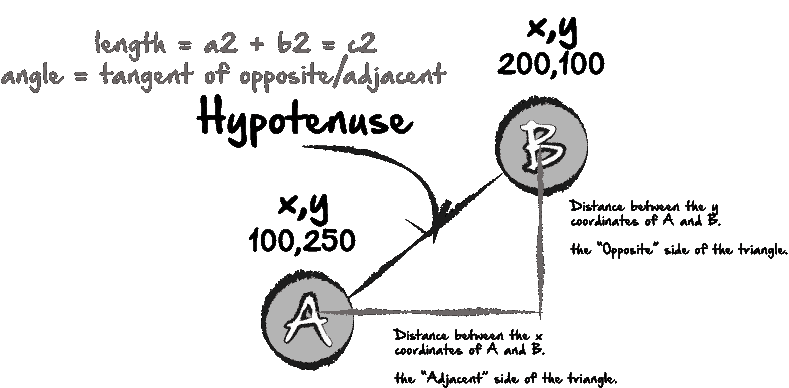 length = a2 + b2 = c2
angle = tangent of opposite/adjacent
Hypotenuse
x,y
200,100
B
x,y
100,250
A
Distance between the y
coordinates of A and B.
the "Opposite" side of the triangle.
Distance between the x
coordinates of A and B.
the "Adjacent" side of the triangle.